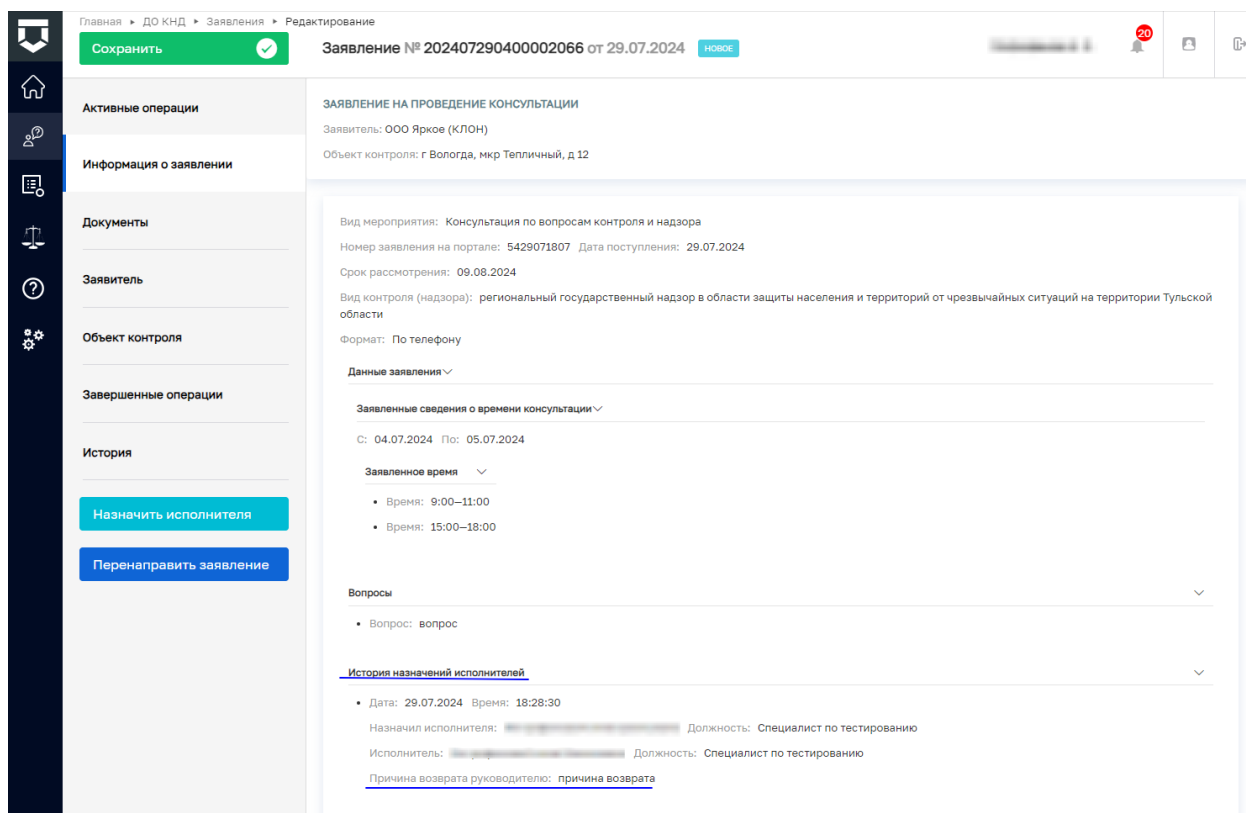 Главная ▸ ДО КНД ▸ Заявления ▸ Редактирование
Сохранить
Заявление № 202407290400002066 от 29.07.2024 НОВОЕ
20
Активные операции
Информация о заявлении
Документы
Заявитель
Объект контроля
Завершенные операции
История
Назначить исполнителя
Перенаправить заявление
ЗАЯВЛЕНИЕ НА ПРОВЕДЕНИЕ КОНСУЛЬТАЦИИ
Заявитель: ООО Яркое (КЛОН)
Объект контроля: г Вологда, мкр Тепличный, д 12
Вид мероприятия: Консультация по вопросам контроля и надзора
Номер заявления на портале: 5429071807 Дата поступления: 29.07.2024
Срок рассмотрения: 09.08.2024
Вид контроля (надзора): региональный государственный надзор в области защиты населения и территорий от чрезвычайных ситуаций на территории Тульской
области
Формат: По телефону
Данные заявления
Заявленные сведения о времени консультации
С: 04.07.2024 По: 05.07.2024
Заявленное время
• Время: 9:00—11:00
• Время: 15:00—18:00
Вопросы
• Вопрос: вопрос
История назначений исполнителей
• Дата: 29.07.2024 Время: 18:28:30
Назначил исполнителя: Должность: Специалист по тестированию
Исполнитель: Должность: Специалист по тестированию
Причина возврата руководителю: причина возврата